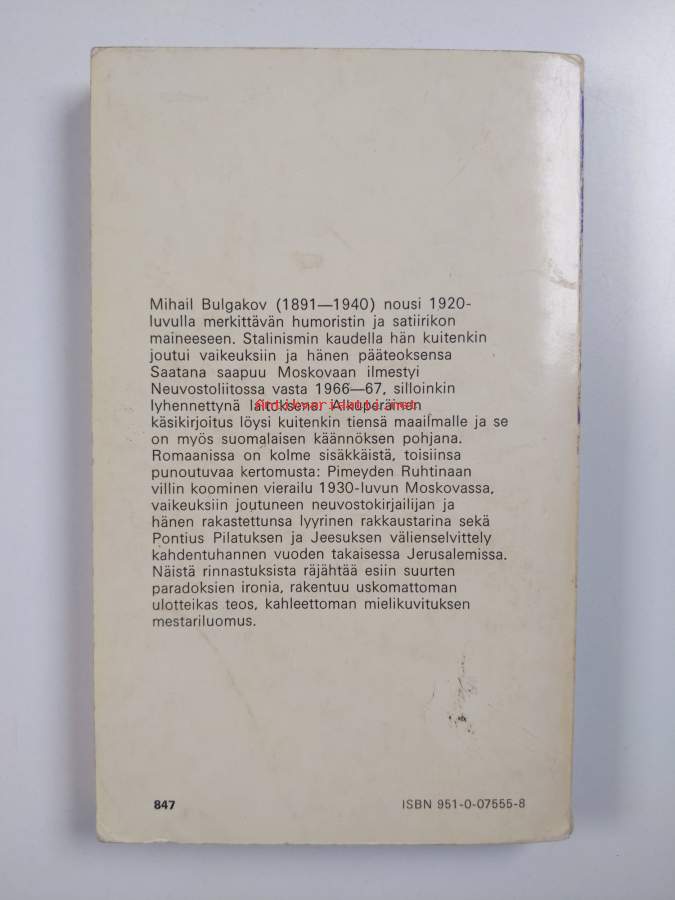 Mihail Bulgakov (1891—1940) nousi 1920-
luvulla merkittävän humoristin ja satiirikon
maineeseen. Stalinismin kaudella hän kuitenkin
joutui vaikeuksiin ja hänen pääteoksensa
Saatana saapuu Moskovaan ilmestyi
Neuvostoliitossa vasta 1966—67, silloinkin
lyhennettynä laitoksena. Alkuperäinen
käsikirjoitus löysi kuitenkin tiensä maailmalle ja se
on myös suomalaisen käännöksen pohjana.
Romaanissa on kolme sisäkkäistä, toisiinsa
punoutuvaa kertomusta: Pimeyden Ruhtinaan
villin koominen vierailu 1930-luvun Moskovassa,
vaikeuksiin joutuneen neuvostokirjailijan ja
hänen rakastettunsa lyyrinen rakkaustarina sekä
Pontius Pilatuksen ja Jeesuksen välienselvittely
kahdentuhannen vuoden takaisessa Jerusalemissa.
Näistä rinnastuksista räjähtää esiin suurten
paradoksien ironia, rakentuu uskomattoman
ulotteikas teos, kahleettoman mielikuvituksen
mestariluomus.
847
ISBN 951-0-07555-8